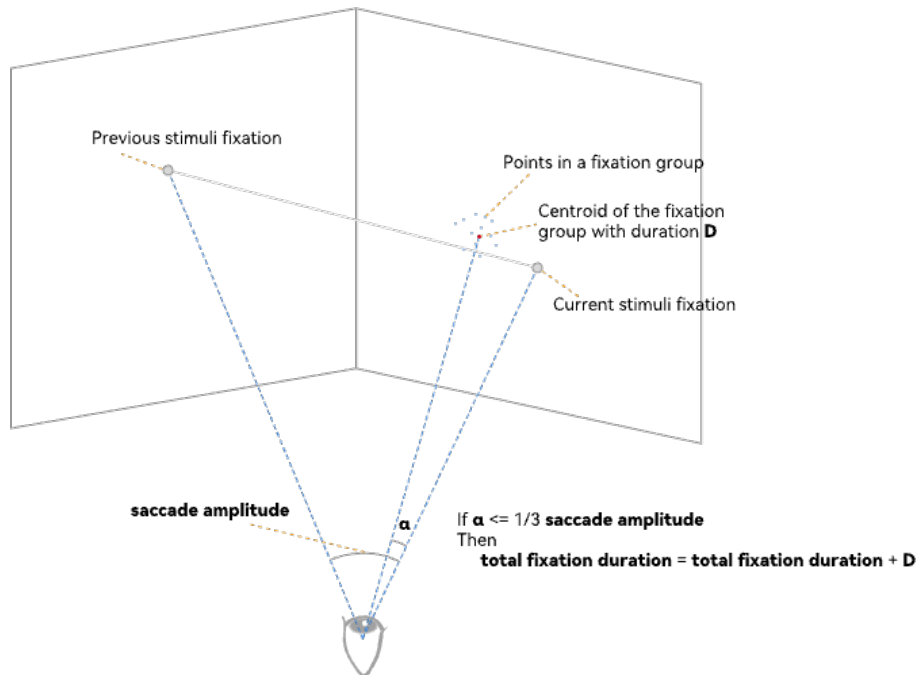 Previous stimuli fixation
Points in a fixation group
Centroid of the fixation
group with duration D
Current stimuli fixation
saccade amplitude
α
If α <= 1/3 saccade amplitude
Then
total fixation duration = total fixation duration + D